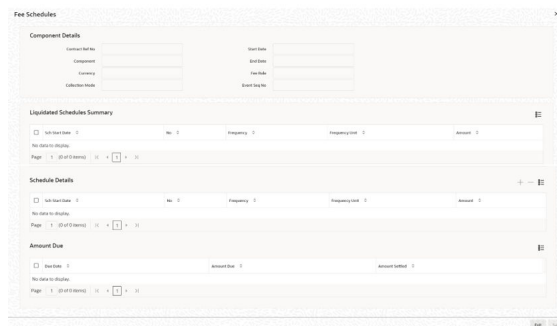 Fee Schedules
Component Details
Contract Ref No Start Date
Component End Date
Currency Fee Rule
Collection Mode Event Seq No
Liquidated Schedules Summary
Sch Start Date No Frequency Frequency Unit Amount
No data to display.
Page 1 (0 of 0 items) 1
Schedule Details
Sch Start Date No Frequency Frequency Unit Amount
No data to display.
Page 1 (0 of 0 items) 1
Amount Due
Due Date Amount Due Amount Settled
No data to display.
Page 1 (0 of 0 items) 1
Exit